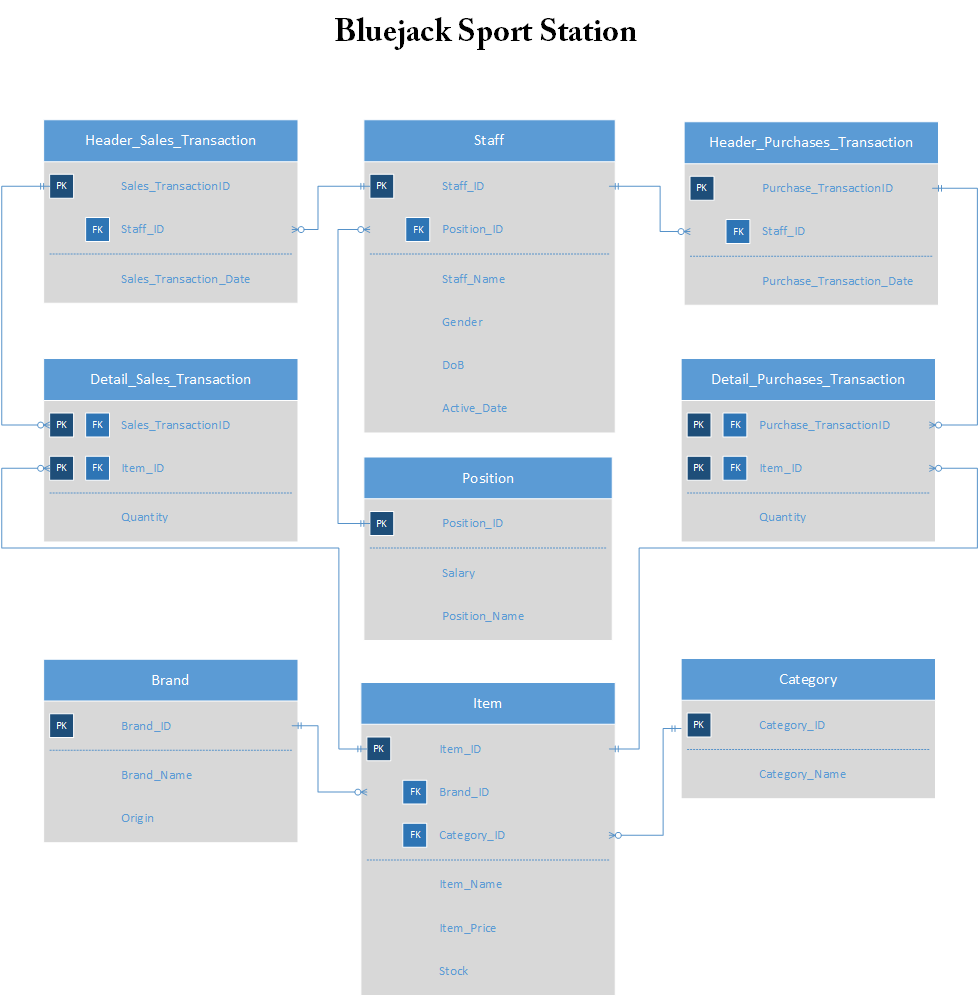 Bluejack Sport Station
Header_Sales_Transaction
PK Sales_TransactionID
FK Staff_ID
Sales_Transaction_Date
Staff
PK Staff_ID
FK Position_ID
Staff_Name
Gender
DoB
Active_Date
Header_Purchases_Transaction
PK Purchase_TransactionID
FK Staff_ID
Purchase_Transaction_Date
Detail_Sales_Transaction
PK FK Sales_TransactionID
PK FK Item_ID
Quantity
Position
PK Position_ID
Salary
Position_Name
Detail_Purchases_Transaction
PK FK Purchase_TransactionID
PK FK Item_ID
Quantity
Brand
PK Brand_ID
Brand_Name
Origin
Item
PK Item_ID
FK Brand_ID
FK Category_ID
Item_Name
Item_Price
Stock
Category
PK Category_ID
Category_Name